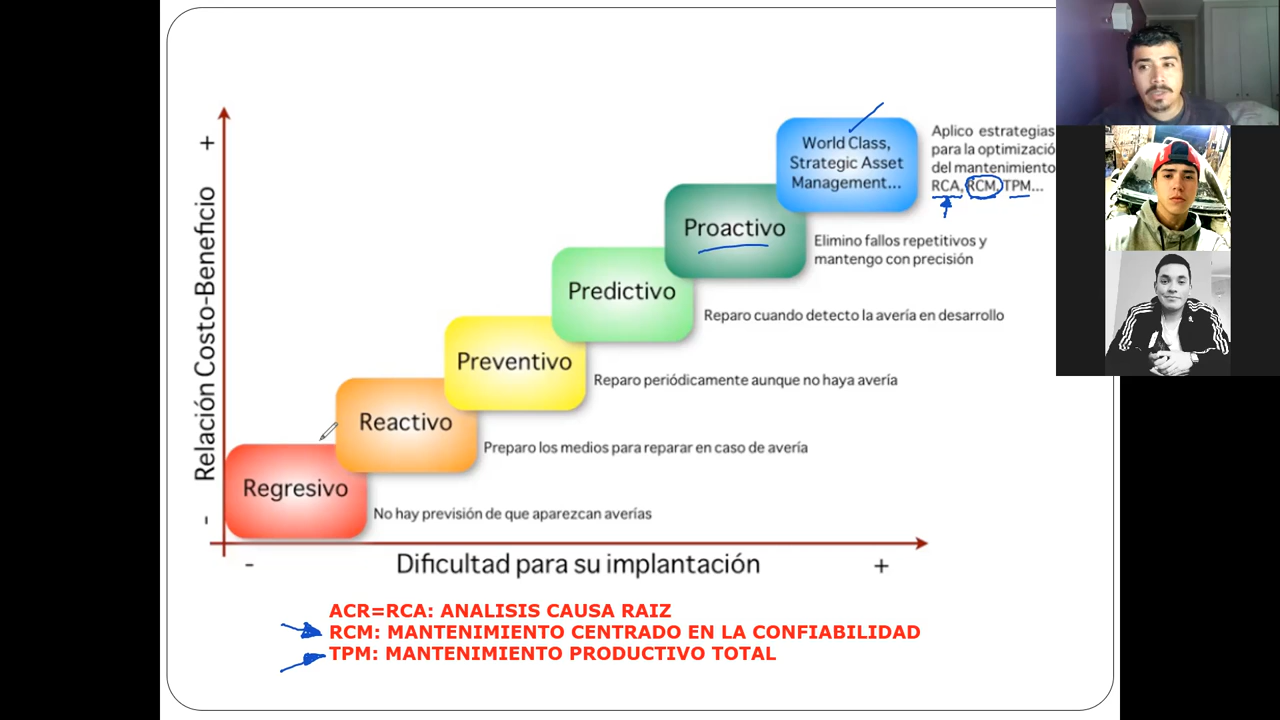 +
Relación Costo-Beneficio
-
World Class,
Strategic Asset
Management...
Aplico estrategias
para la optimizació
del mantenimiento
RCA, RCM, TPM...
Proactivo
Elimino fallos repetitivos y
mantengo con precisión
Predictivo
Reparo cuando detecto la avería en desarrollo
Preventivo
Reparo periódicamente aunque no haya avería
Reactivo
Preparo los medios para reparar en caso de avería
Regresivo
No hay previsión de que aparezcan averías
- Dificultad para su implantación +
ACR=RCA: ANALISIS CAUSA RAIZ
RCM: MANTENIMIENTO CENTRADO EN LA CONFIABILIDAD
TPM: MANTENIMIENTO PRODUCTIVO TOTAL